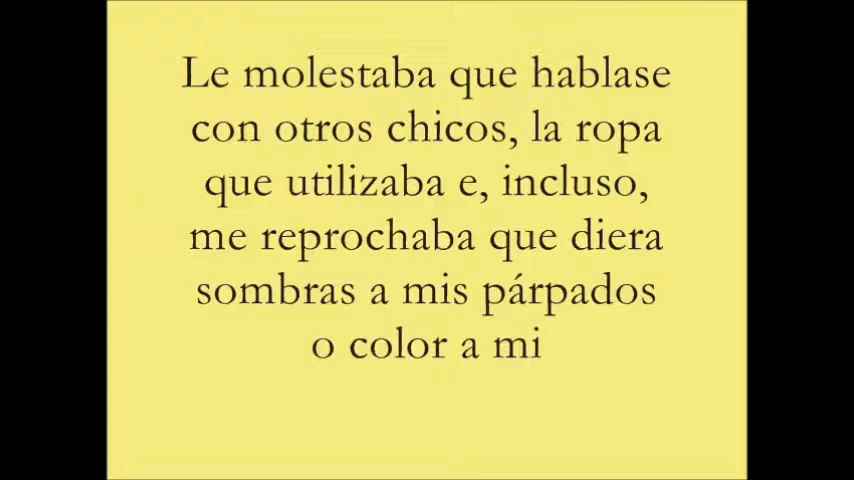 Le molestaba que hablase
con otros chicos, la ropa
que utilizaba e, incluso,
me reprochaba que diera
sombras a mis párpados
o color a mi